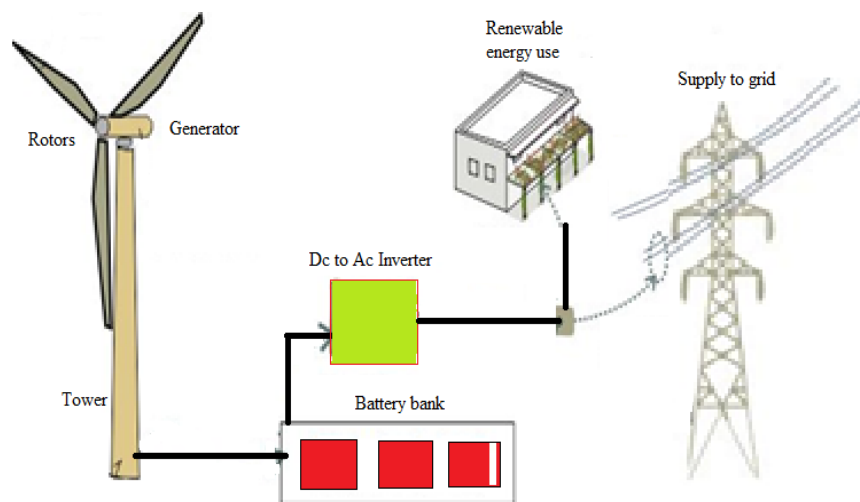 Renewable
energy use
Supply to grid
Generator
Rotors
Dc to Ac Inverter
Tower
Battery bank